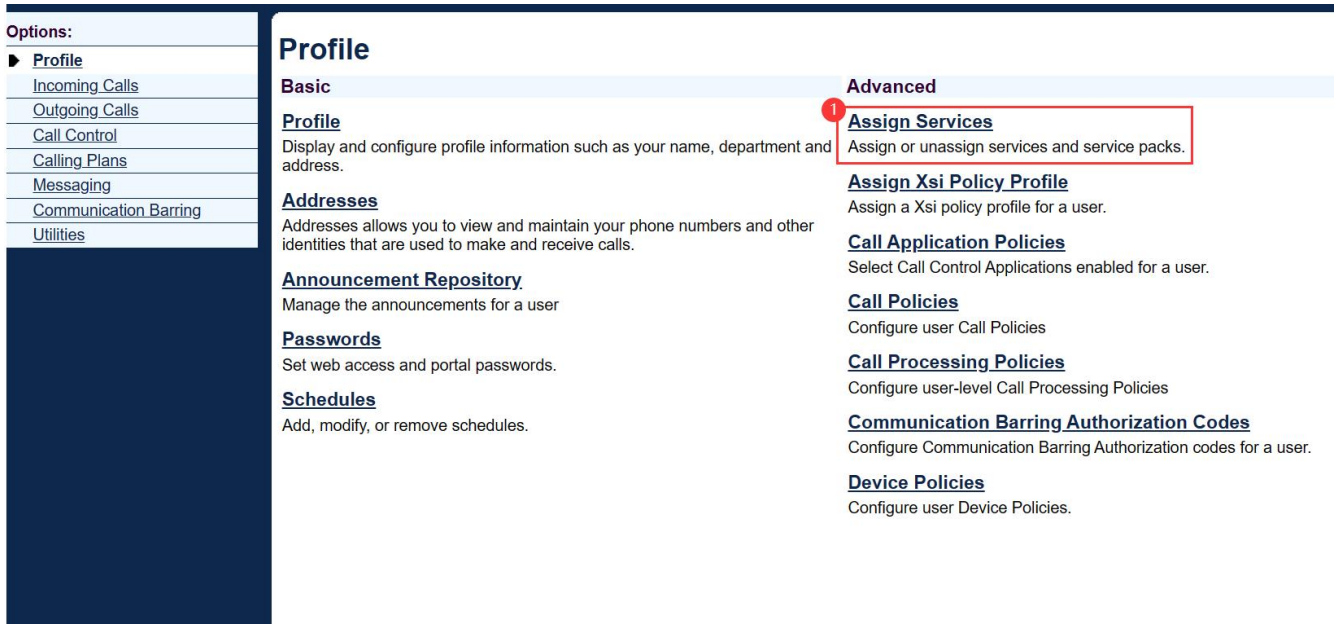 Options:
Profile
Incoming Calls
Outgoing Calls
Call Control
Calling Plans
Messaging
Communication Barring
Utilities
Profile
Basic
Profile
Display and configure profile information such as your name, department and
address.
Addresses
Addresses allows you to view and maintain your phone numbers and other
identities that are used to make and receive calls.
Announcement Repository
Manage the announcements for a user
Passwords
Set web access and portal passwords.
Schedules
Add, modify, or remove schedules.
Advanced
1
Assign Services
Assign or unassign services and service packs.
Assign Xsi Policy Profile
Assign a Xsi policy profile for a user.
Call Application Policies
Select Call Control Applications enabled for a user.
Call Policies
Configure user Call Policies
Call Processing Policies
Configure user-level Call Processing Policies
Communication Barring Authorization Codes
Configure Communication Barring Authorization codes for a user.
Device Policies
Configure user Device Policies.